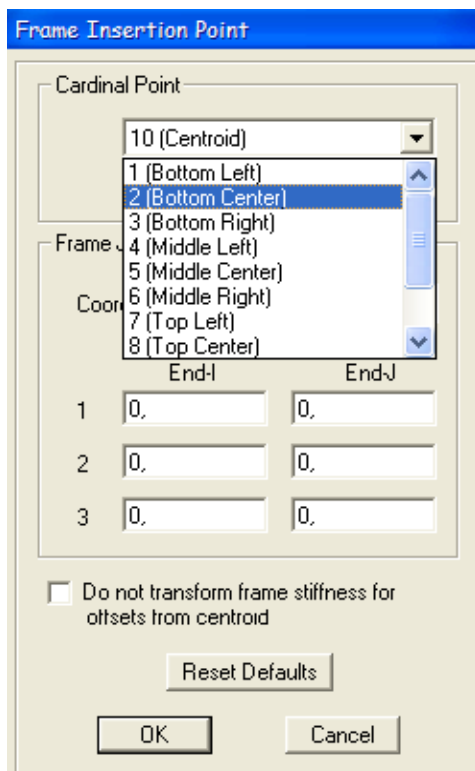 Frame Insertion Point
Cardinal Point
10 (Centroid)
1 (Bottom Left)
2 (Bottom Center)
3 (Bottom Right)
4 (Middle Left)
5 (Middle Center)
6 (Middle Right)
7 (Top Left)
8 (Top Center)
Frame
End-I End-J
1 0, 0,
2 0, 0,
3 0, 0,
Do not transform frame stiffness for
offsets from centroid
Reset Defaults
OK Cancel